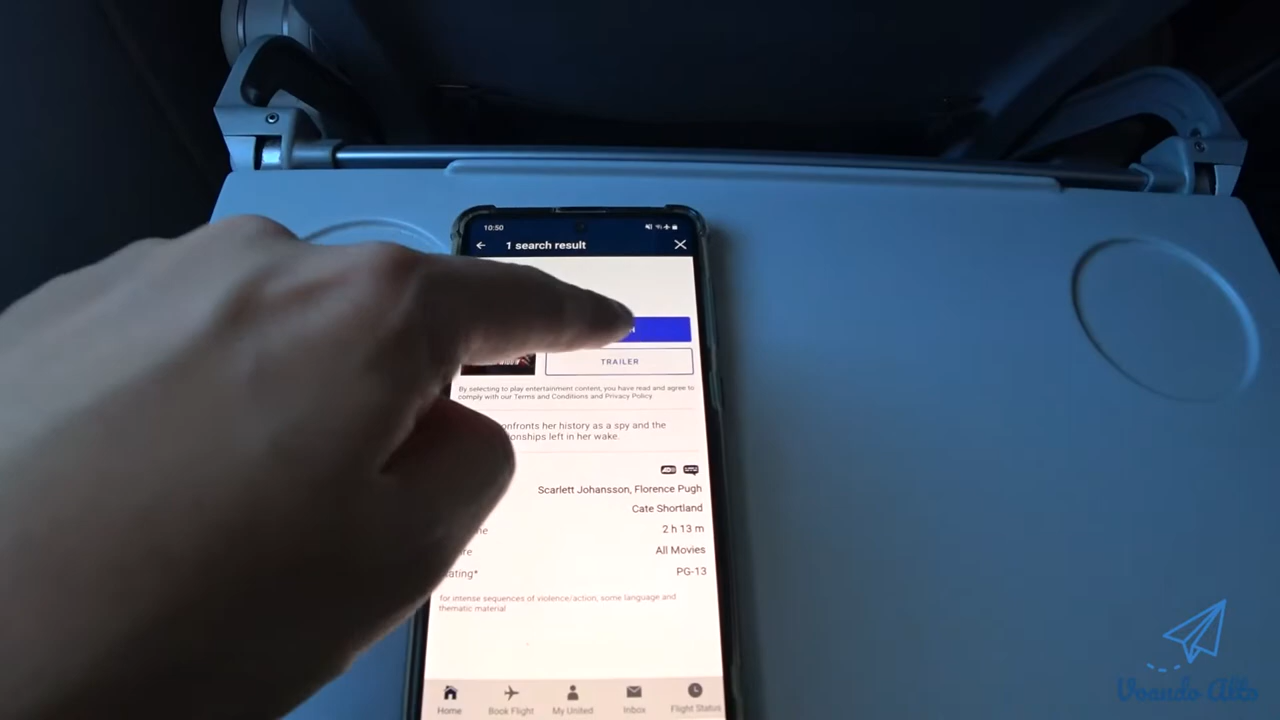 10:50
1 search result
TRAILER
By selecting to play entertainment content, you have read and agree to
comply with our Terms and Conditions and Privacy Policy
onfronts her history as a spy and the
onships left in her wake.
AD
Scarlett Johansson, Florence Pugh
Cate Shortland
2 h 13 m
All Movies
ating* PG-13
for intense sequences of violence/action, some language and
thematic material
Home Book Flight My United Inbox Flight Status
Voando Alto